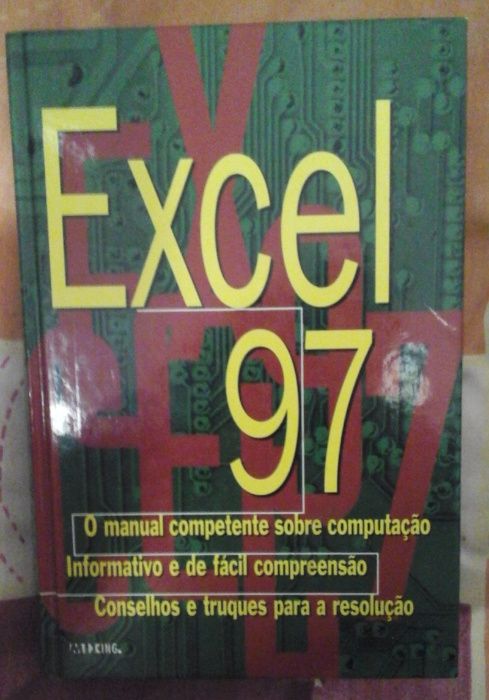 Excel
97
O manual competente sobre computação
Informativo e de fácil compreensão
Conselhos e truques para a resolução